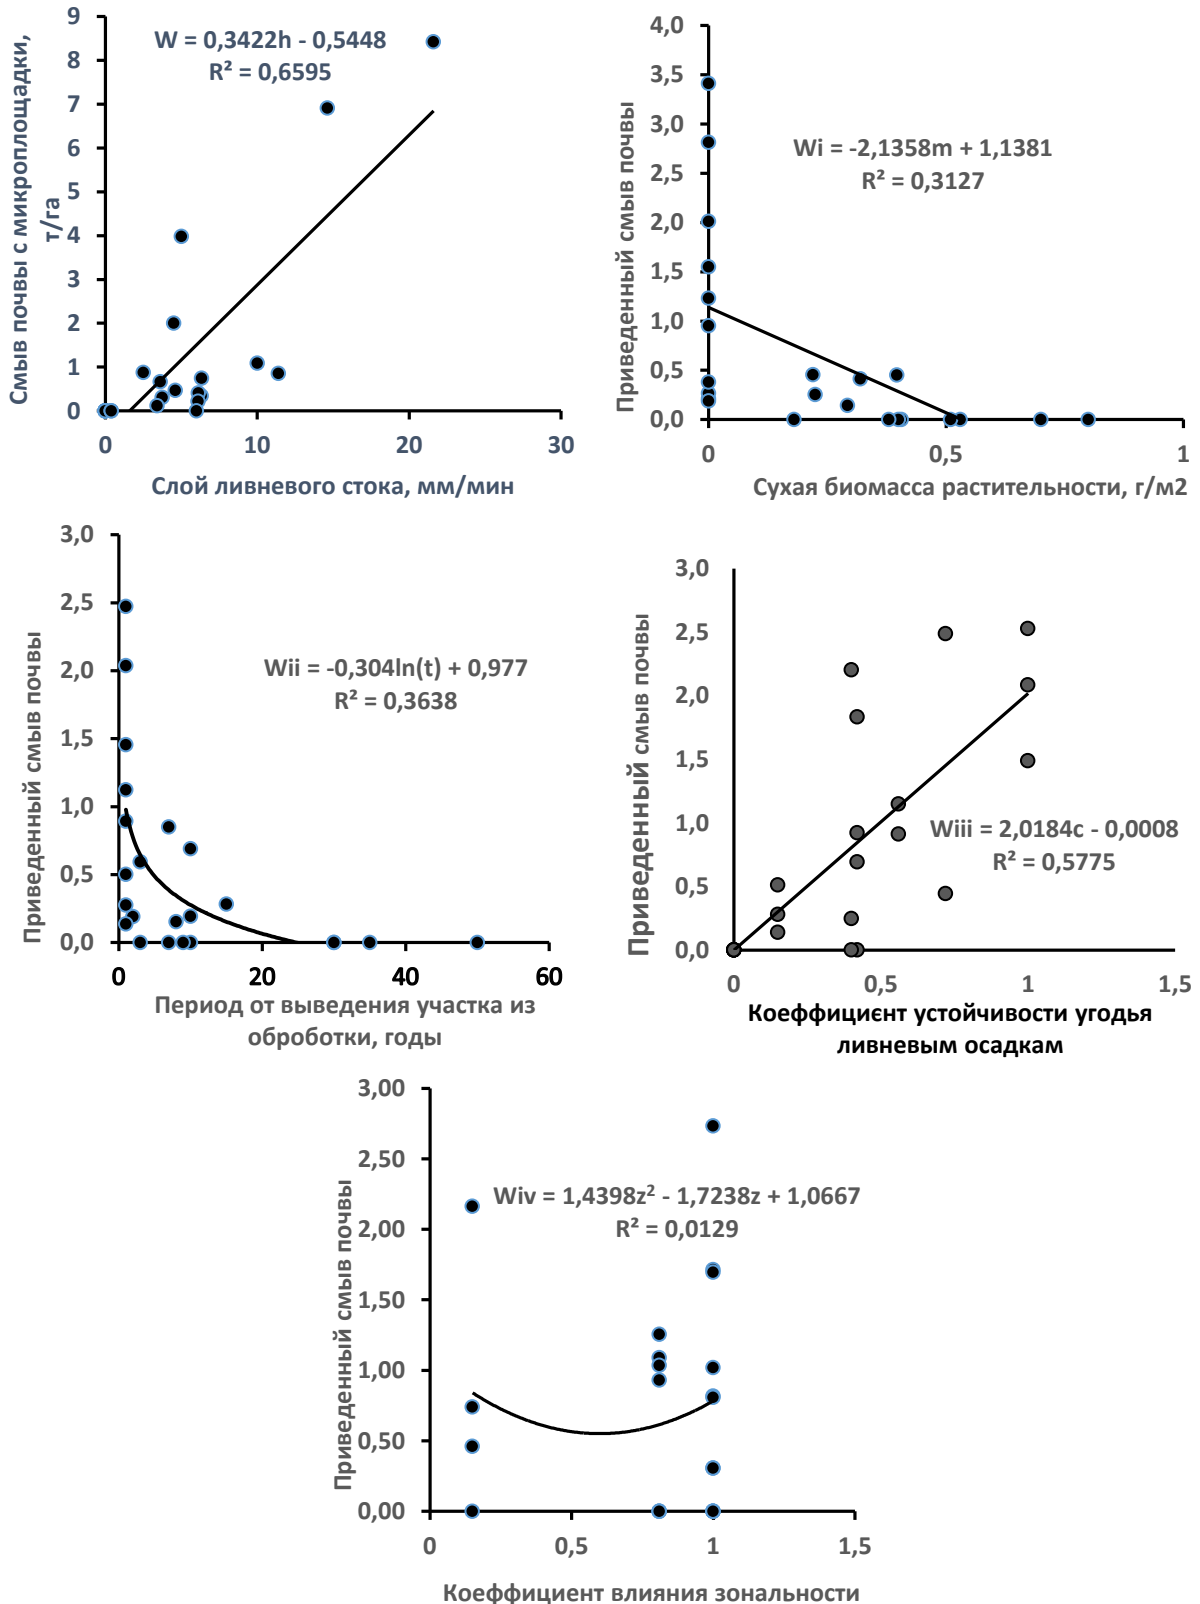 Смыв почвы с микроплощадки,
т/га
9
8
7
6
5
4
3
2
1
0
W = 0,3422h - 0,5448
R² = 0,6595
0
10
20
30
Слой ливневого стока, мм/мин
Приведенный смыв почвы
4,0
3,5
3,0
2,5
2,0
1,5
1,0
0,5
0,0
Wi = -2,1358m + 1,1381
R² = 0,3127
0
0,5
1
Сухая биомасса растительности, г/м2
Приведенный смыв почвы
3,0
2,5
2,0
1,5
1,0
0,5
0,0
Wii = -0,304ln(t) + 0,977
R² = 0,3638
0
20
40
60
Период от выведения участка из
обработки, годы
Приведенный смыв почвы
3,0
2,5
2,0
1,5
1,0
0,5
0,0
Wiii = 2,0184c - 0,0008
R² = 0,5775
0
0,5
1
1,5
Коеффициєнт устойчивости угодья
ливневым осадкам
Приведенный смыв почвы
3,00
2,50
2,00
1,50
1,00
0,50
0,00
Wiv = 1,4398z² - 1,7238z + 1,0667
R² = 0,0129
0
0,5
1
1,5
Коеффициент влияния зональности